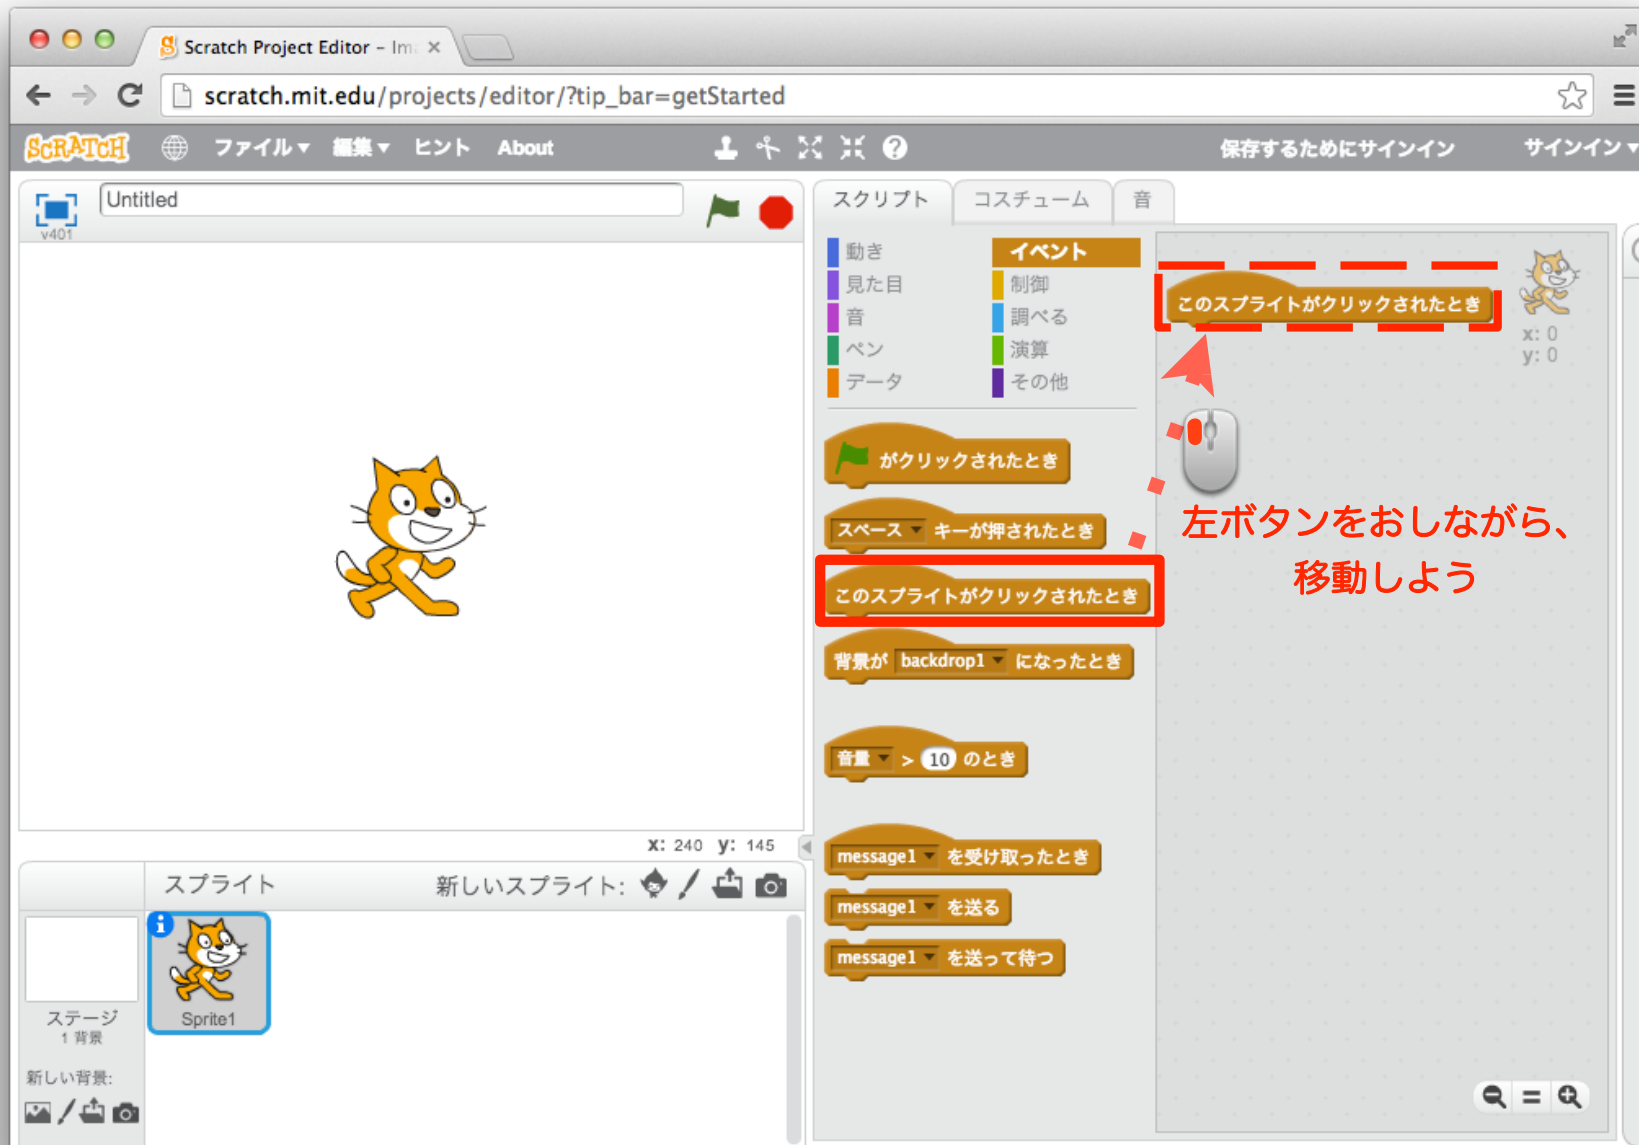 Scratch Project Editor – Im
scratch.mit.edu/projects/editor/?tip_bar=getStarted
SCRATCH ファイル▼ 編集▼ ヒント About 保存するためにサインイン サインイン▼
Untitled
v401
スクリプト コスチューム 音
動き イベント
見た目 制御
音 調べる
ペン 演算
データ その他
がクリックされたとき
スペース▼ キーが押されたとき
このスプライトがクリックされたとき
背景が backdrop1▼ になったとき
音量▼ > 10 のとき
message1▼ を受け取ったとき
message1▼ を送る
message1▼ を送って待つ
このスプライトがクリックされたとき
x: 0
y: 0
左ボタンをおしながら、
移動しよう
x: 240 y: 145
スプライト 新しいスプライト:
Sprite1
ステージ
1 背景
新しい背景: